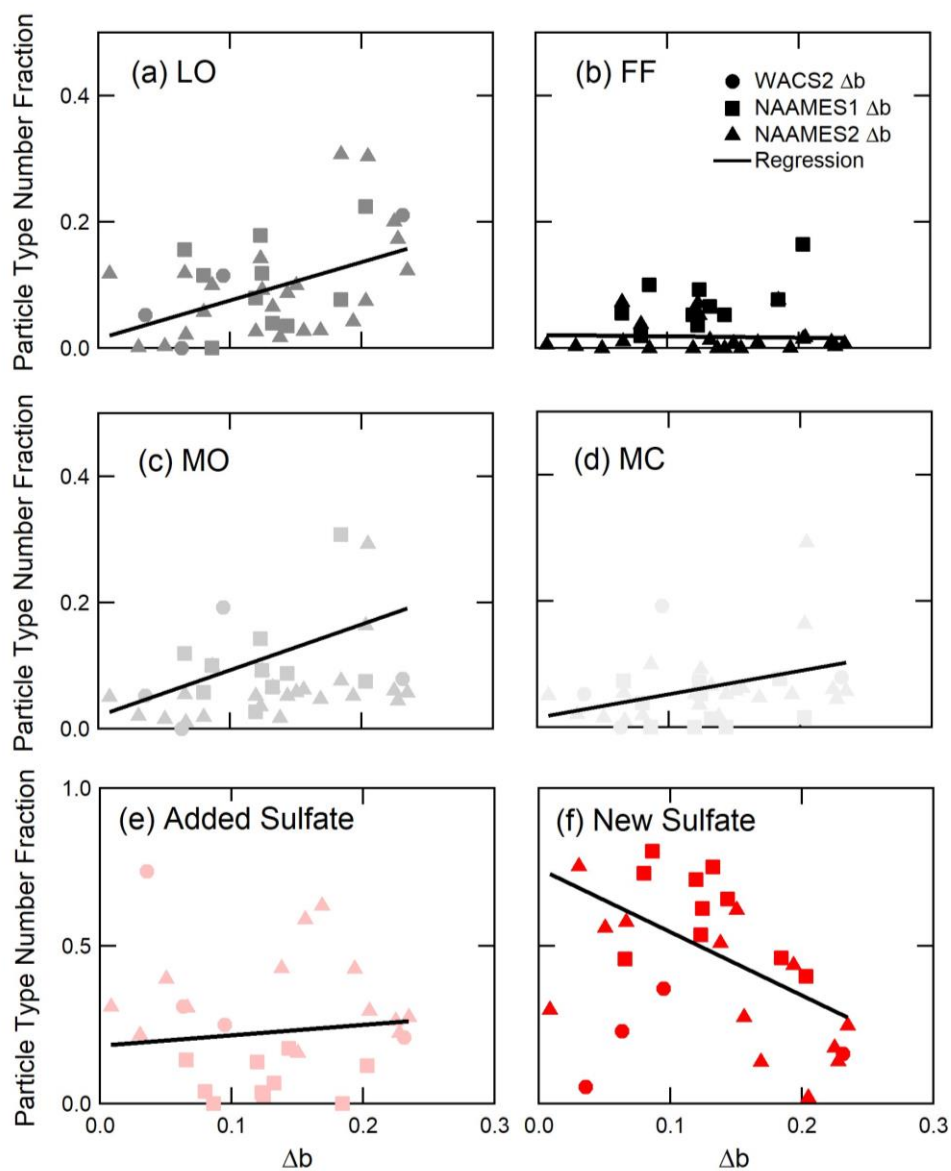 (a) LO
(b) FF
WACS2 Δb
NAAMES1 Δb
NAAMES2 Δb
Regression
Particle Type Number Fraction
0.4
0.2
0.0
(c) MO
(d) MC
Particle Type Number Fraction
0.4
0.2
0.0
(e) Added Sulfate
(f) New Sulfate
Particle Type Number Fraction
1.0
0.5
0.0
0.0 0.1 0.2 0.3
0.0 0.1 0.2 0.3
Δb
Δb